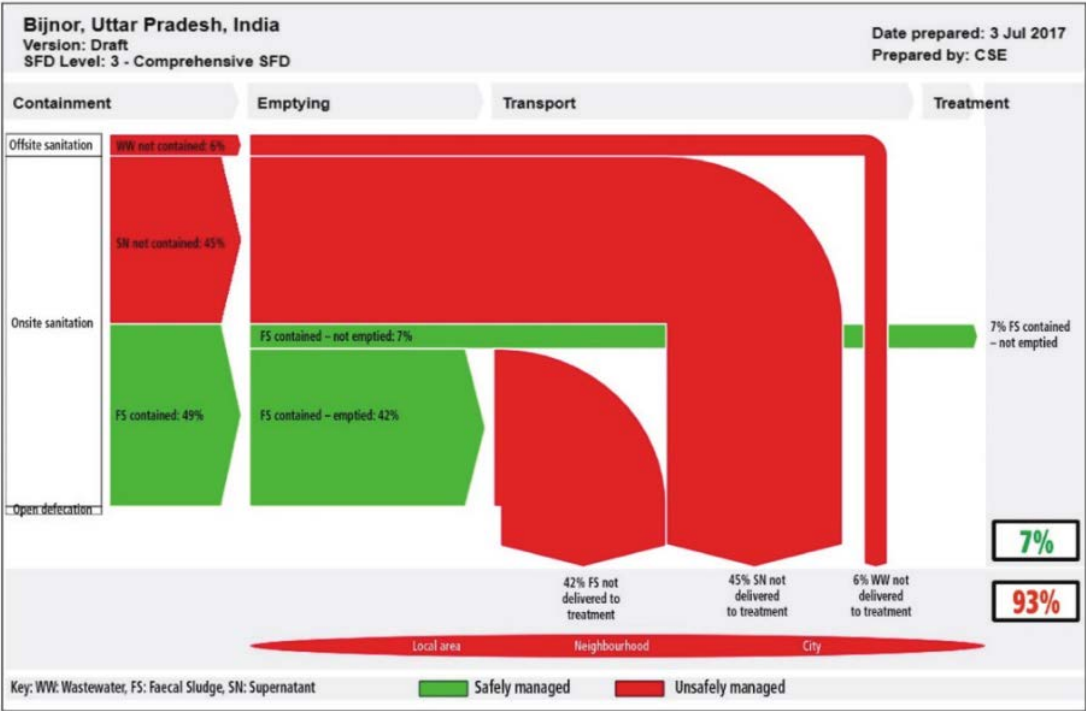 Bijnor, Uttar Pradesh, India
Version: Draft
SFD Level: 3 - Comprehensive SFD
Date prepared: 3 Jul 2017
Prepared by: CSE
Containment
Emptying
Transport
Treatment
Offsite sanitation
WW not contained: 6%
SN not contained: 45%
Onsite sanitation
FS contained – not emptied: 7%
7% FS contained
– not emptied
FS contained: 49%
FS contained – emptied: 42%
Open defecation
7%
42% FS not
delivered to
treatment
45% SN not
delivered
to treatment
6% WW not
delivered
to treatment
93%
Local area
Neighbourhood
City
Key: WW: Wastewater, FS: Faecal Sludge, SN: Supernatant
Safely managed
Unsafely managed